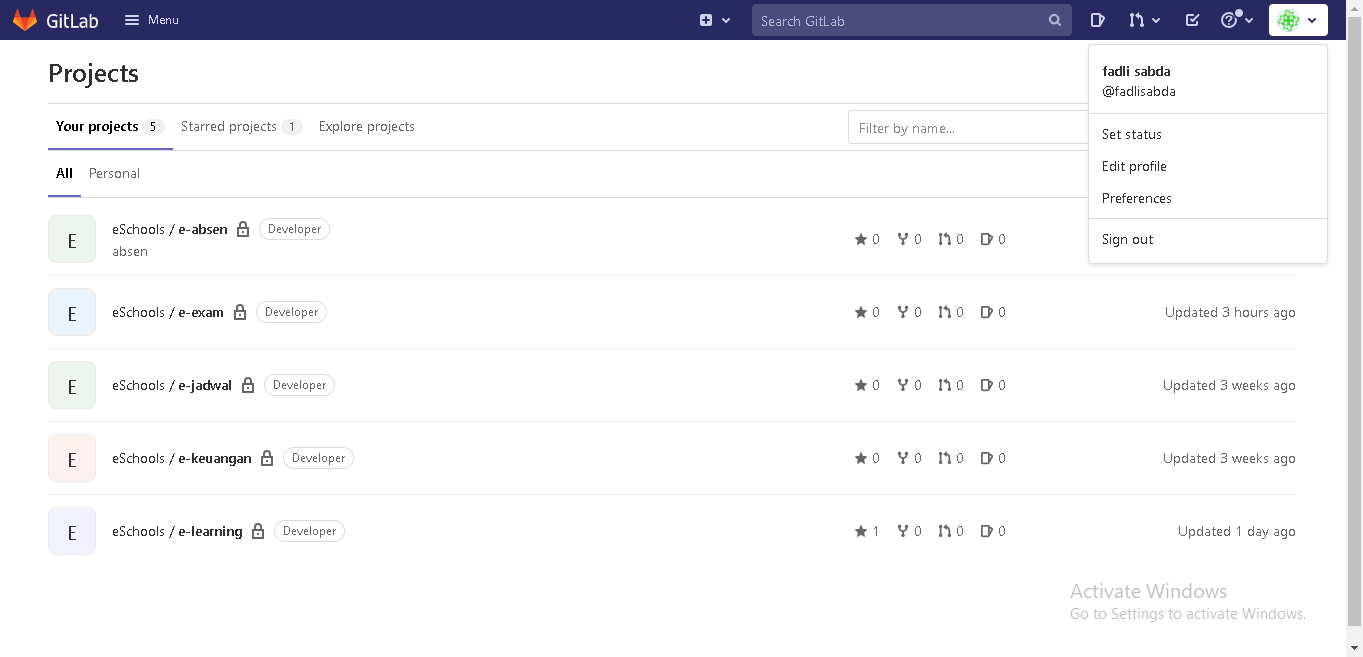 GitLab Menu Search GitLab
Projects
fadli sabda
@fadlisabda
Your projects 5 Starred projects 1 Explore projects Filter by name...
Set status
Edit profile
All Personal
Preferences
Sign out
E eSchools / e-absen Developer 0 0 0 0
absen
E eSchools / e-exam Developer 0 0 0 0 Updated 3 hours ago
E eSchools / e-jadwal Developer 0 0 0 0 Updated 3 weeks ago
E eSchools / e-keuangan Developer 0 0 0 0 Updated 3 weeks ago
E eSchools / e-learning Developer 1 0 0 0 Updated 1 day ago
Activate Windows
Go to Settings to activate Windows.